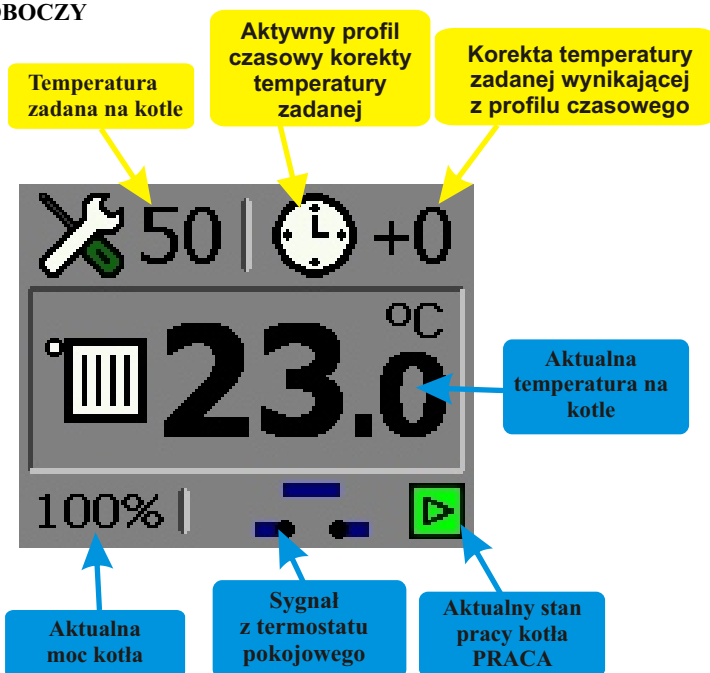 OBOCZY
Aktywny profil
czasowy korekty
temperatury
zadanej
Korekta temperatury
zadanej wynikającej
z profilu czasowego
Temperatura
zadana na kotle
50
+0
°C
23.0
Aktualna
temperatura na
kotle
100%
Aktualna
moc kotła
Sygnał
z termostatu
pokojowego
Aktualny stan
pracy kotła
PRACA